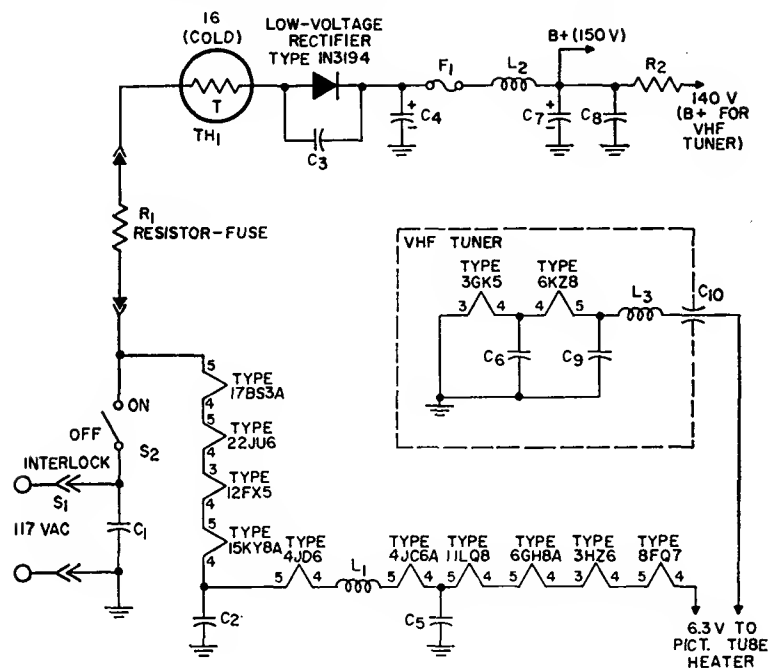 16
(COLD)
LOW-VOLTAGE
RECTIFIER
TYPE 1N3194
T
TH1
C3
C4
+
-
F1
L2
B+ (150 V)
R2
C7
+
-
C8
140 V
(B+ FOR
VHF
TUNER)
R1
RESISTOR-FUSE
VHF TUNER
TYPE
3GK5
3 4
TYPE
6KZ8
4 5
L3
C10
C6
C9
ON
OFF
S2
INTERLOCK
S1
117 VAC
C1
5
TYPE
17BS3A
4
5
TYPE
22JU6
4
3
TYPE
12FX5
4
5
TYPE
15KY8A
4
C2
TYPE
4JD6
5 4
L1
TYPE
4JC6A
5 4
C5
TYPE
11LQ8
5 4
TYPE
6GH8A
5 4
TYPE
3HZ6
3 4
TYPE
8FQ7
5 4
6.3 V TO
PICT. TUBE
HEATER